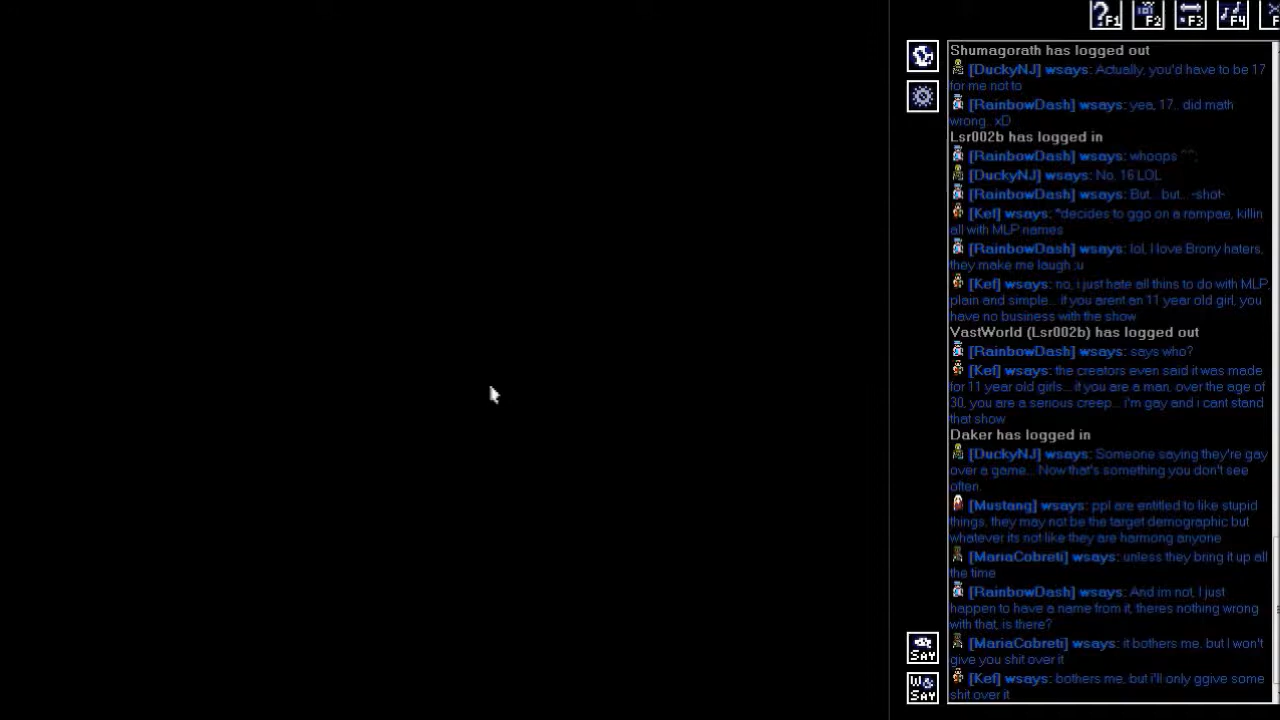 ?F1 F2 F3 F4 F
Shumagorath has logged out
[DuckyNJ] wsays: Actually, you'd have to be 17
for me not to
[RainbowDash] wsays: yea, 17.. did math
wrong.. xD
Lsr002b has logged in
[RainbowDash] wsays: whoops ^^;
[DuckyNJ] wsays: No, 16 LOL
[RainbowDash] wsays: But... but... -shot-
[Kef] wsays: *decides to ggo on a rampae, killin
all with MLP names
[RainbowDash] wsays: lol, I love Brony haters,
they make me laugh ;u
[Kef] wsays: no, i just hate all thins to do with MLP,
plain and simple... if you arent an 11 year old girl, you
have no business with the show
VastWorld (Lsr002b) has logged out
[RainbowDash] wsays: says who?
[Kef] wsays: the creators even said it was made
for 11 year old girls... if you are a man, over the age of
30, you are a serious creep... i'm gay and i cant stand
that show
Daker has logged in
[DuckyNJ] wsays: Someone saying they're gay
over a game... Now that's something you don't see
often.
[Mustang] wsays: ppl are entitled to like stupid
things, they may not be the target demographic but
whatever its not like they are harmong anyone
[MariaCobreti] wsays: unless they bring it up all
the time
[RainbowDash] wsays: And im not, I just
happen to have a name from it, theres nothing wrong
with that, is there?
[MariaCobreti] wsays: it bothers me. but I won't
give you shit over it
[Kef] wsays: bothers me, but i'll only ggive some
shit over it
SAY
W SAY